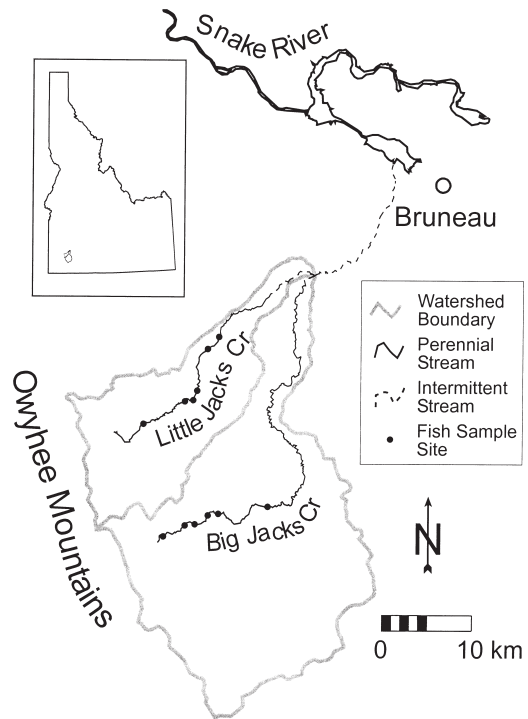 Snake River
Bruneau
Watershed
Boundary
Perennial
Stream
Intermittent
Stream
Fish Sample
Site
Little Jacks Cr
Owyhee Mountains
Big Jacks Cr
N
0 10 km